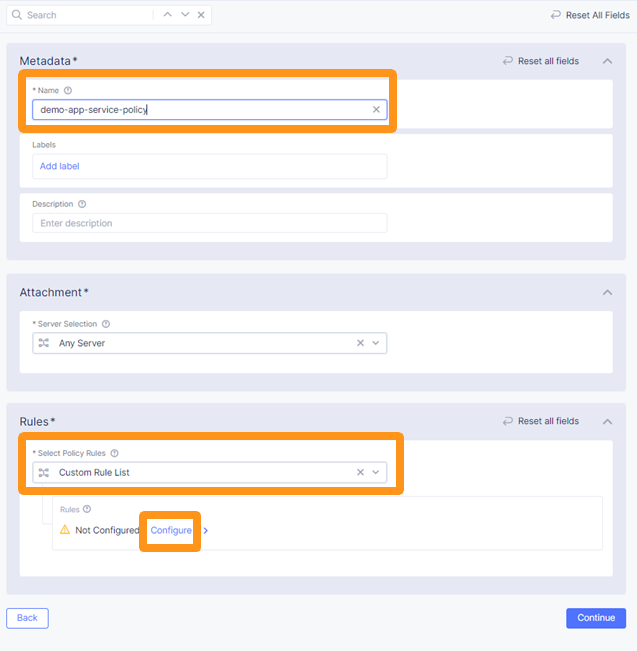 Search
Reset All Fields
Metadata*
Reset all fields
* Name
demo-app-service-policy
Labels
Add label
Description
Enter description
Attachment*
* Server Selection
Any Server
Rules*
Reset all fields
* Select Policy Rules
Custom Rule List
Rules
Not Configured Configure
Back
Continue